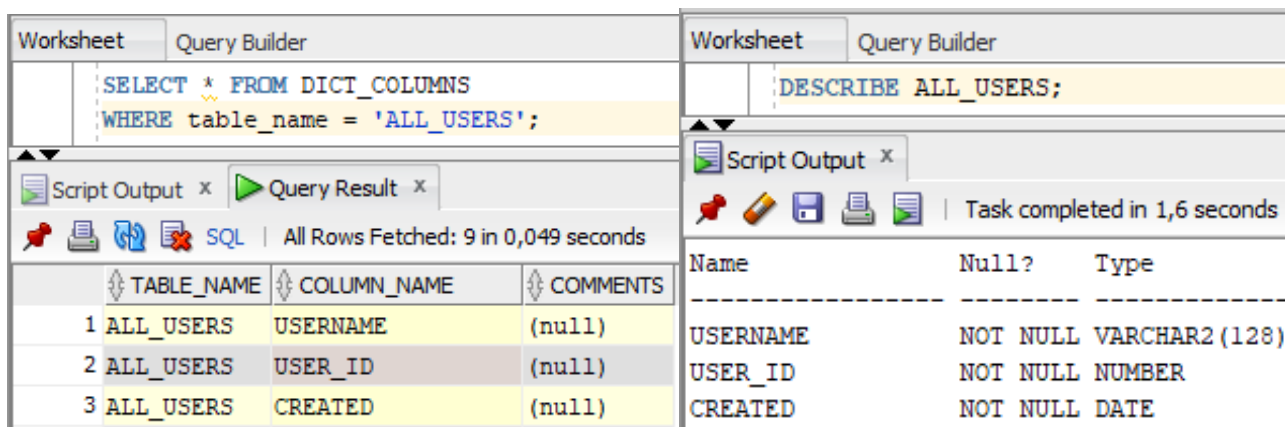 Worksheet Query Builder
SELECT * FROM DICT_COLUMNS
WHERE table_name = 'ALL_USERS';
Script Output x Query Result x
SQL | All Rows Fetched: 9 in 0,049 seconds
TABLE_NAME COLUMN_NAME COMMENTS
1 ALL_USERS USERNAME (null)
2 ALL_USERS USER_ID (null)
3 ALL_USERS CREATED (null)
Worksheet Query Builder
DESCRIBE ALL_USERS;
Script Output x
| Task completed in 1,6 seconds
Name Null? Type
----------------- -------- -------------
USERNAME NOT NULL VARCHAR2(128)
USER_ID NOT NULL NUMBER
CREATED NOT NULL DATE